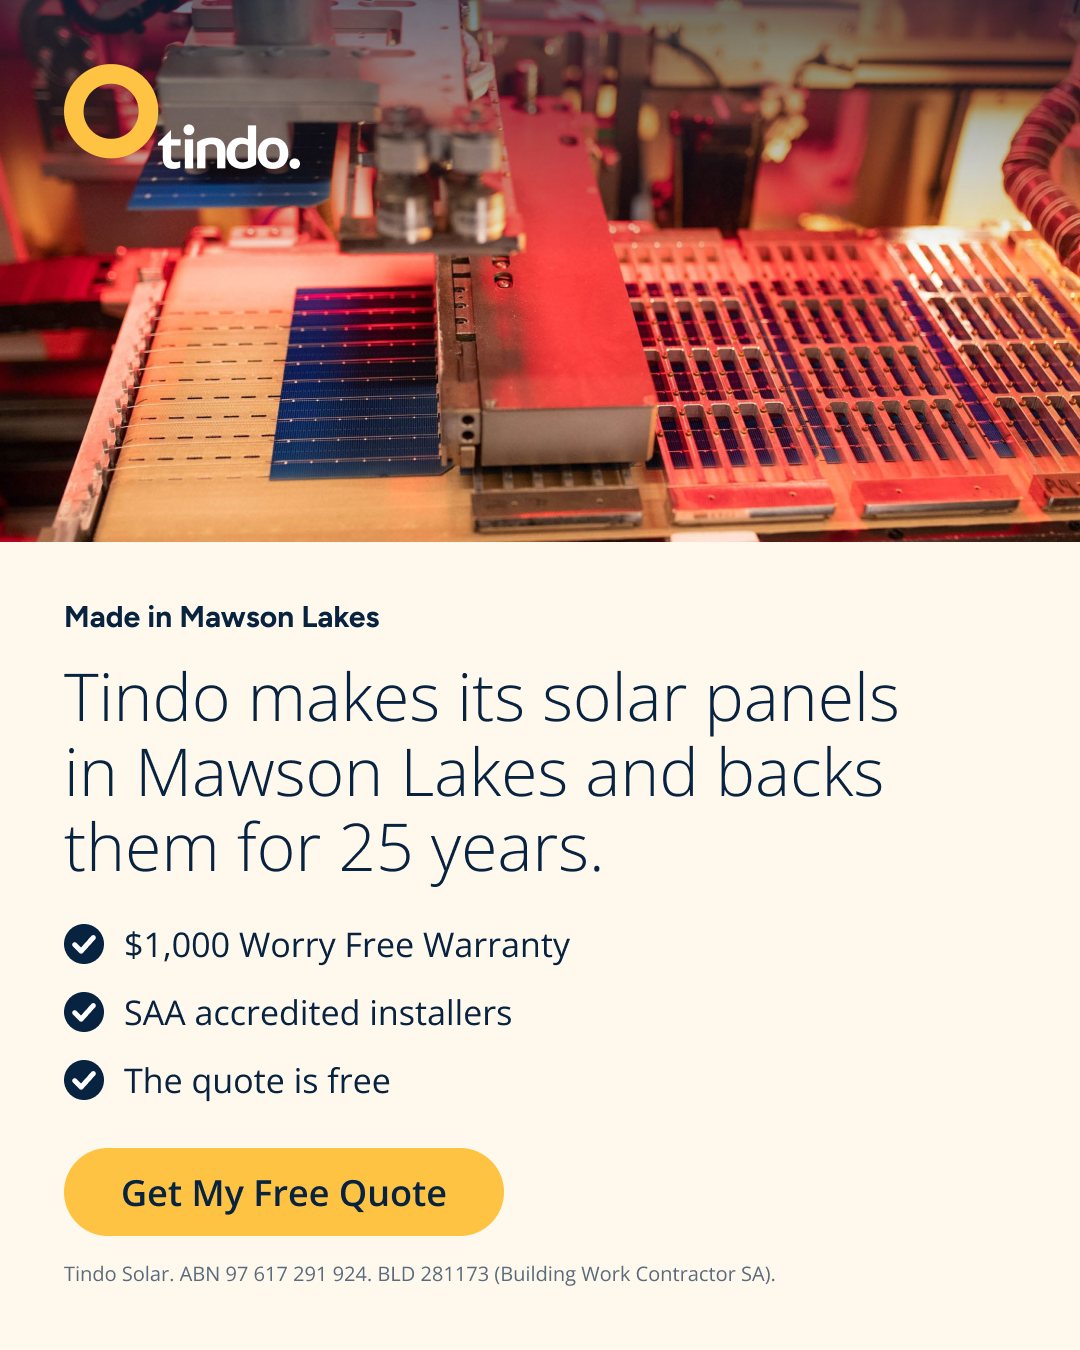 tindo.
Made in Mawson Lakes
Tindo makes its solar panels
in Mawson Lakes and backs
them for 25 years.
$1,000 Worry Free Warranty
SAA accredited installers
The quote is free
Get My Free Quote
Tindo Solar. ABN 97 617 291 924. BLD 281173 (Building Work Contractor SA).